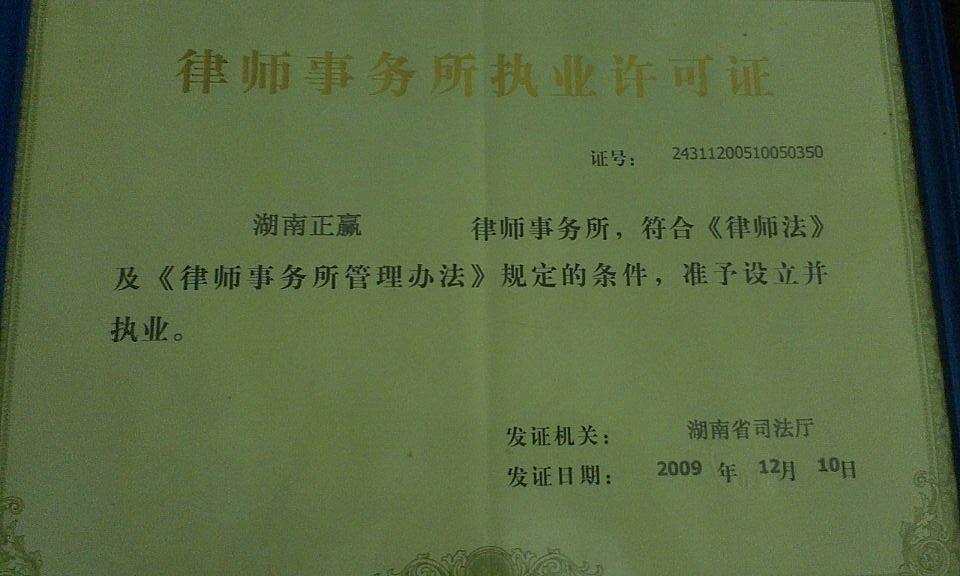 律师事务所执业许可证
证号： 24311200510050350
湖南正赢 律师事务所，符合《律师法》
及《律师事务所管理办法》规定的条件，准予设立并
执业。
发证机关： 湖南省司法厅
发证日期： 2009 年 12月 10日